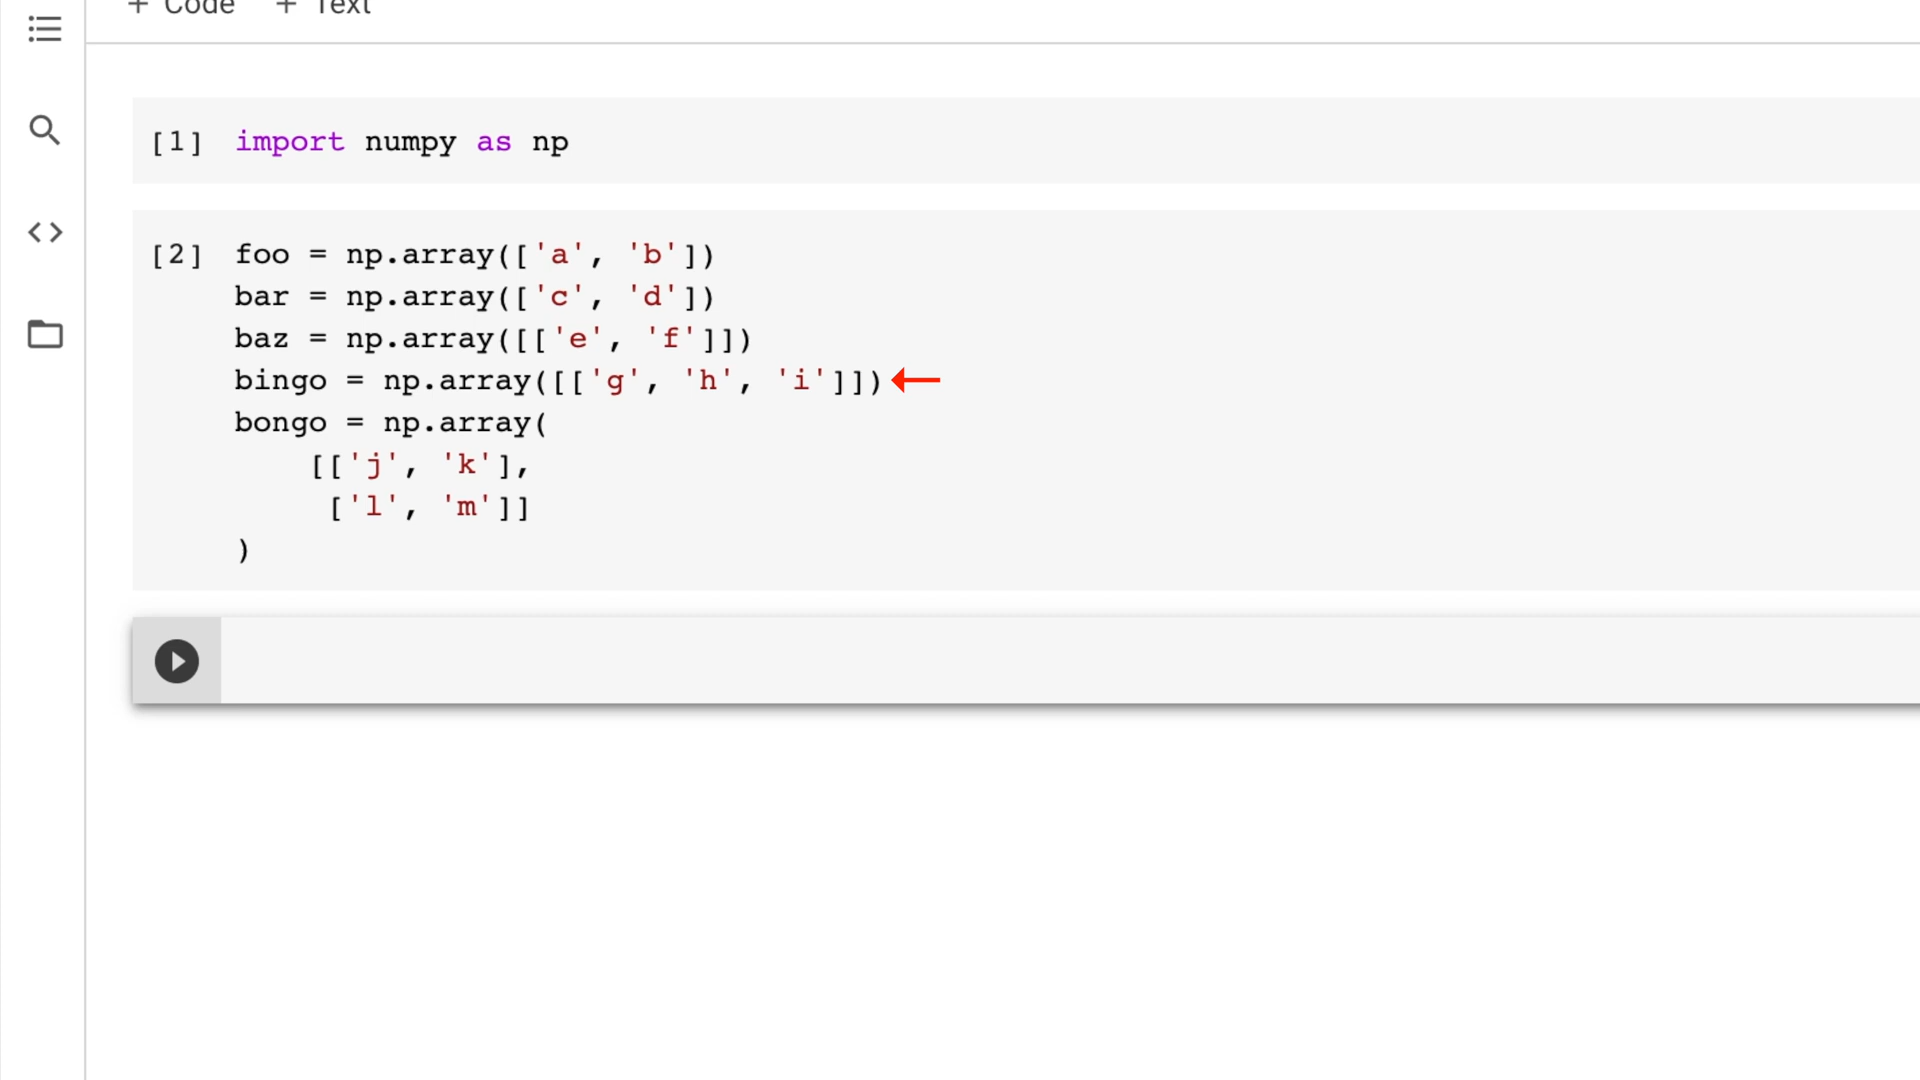 + Code + Text
[1] import numpy as np
[2] foo = np.array(['a', 'b'])
bar = np.array(['c', 'd'])
baz = np.array([['e', 'f']])
bingo = np.array([['g', 'h', 'i']])
bongo = np.array(
[['j', 'k'],
['l', 'm']]
)